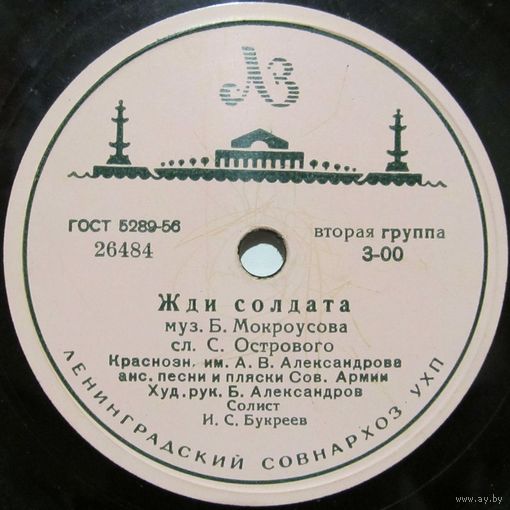 ЛЗ
ГОСТ 5289-56
26484
вторая группа
3-00
Жди солдата
муз. Б. Мокроусова
сл. С. Острового
Краснозн. им. А. В. Александрова
анс. песни и пляски Сов. Армии
Худ. рук. Б. Александров
Солист
И. С. Букреев
ЛЕНИНГРАДСКИЙ СОВНАРХОЗ. УХП
www.ay.by